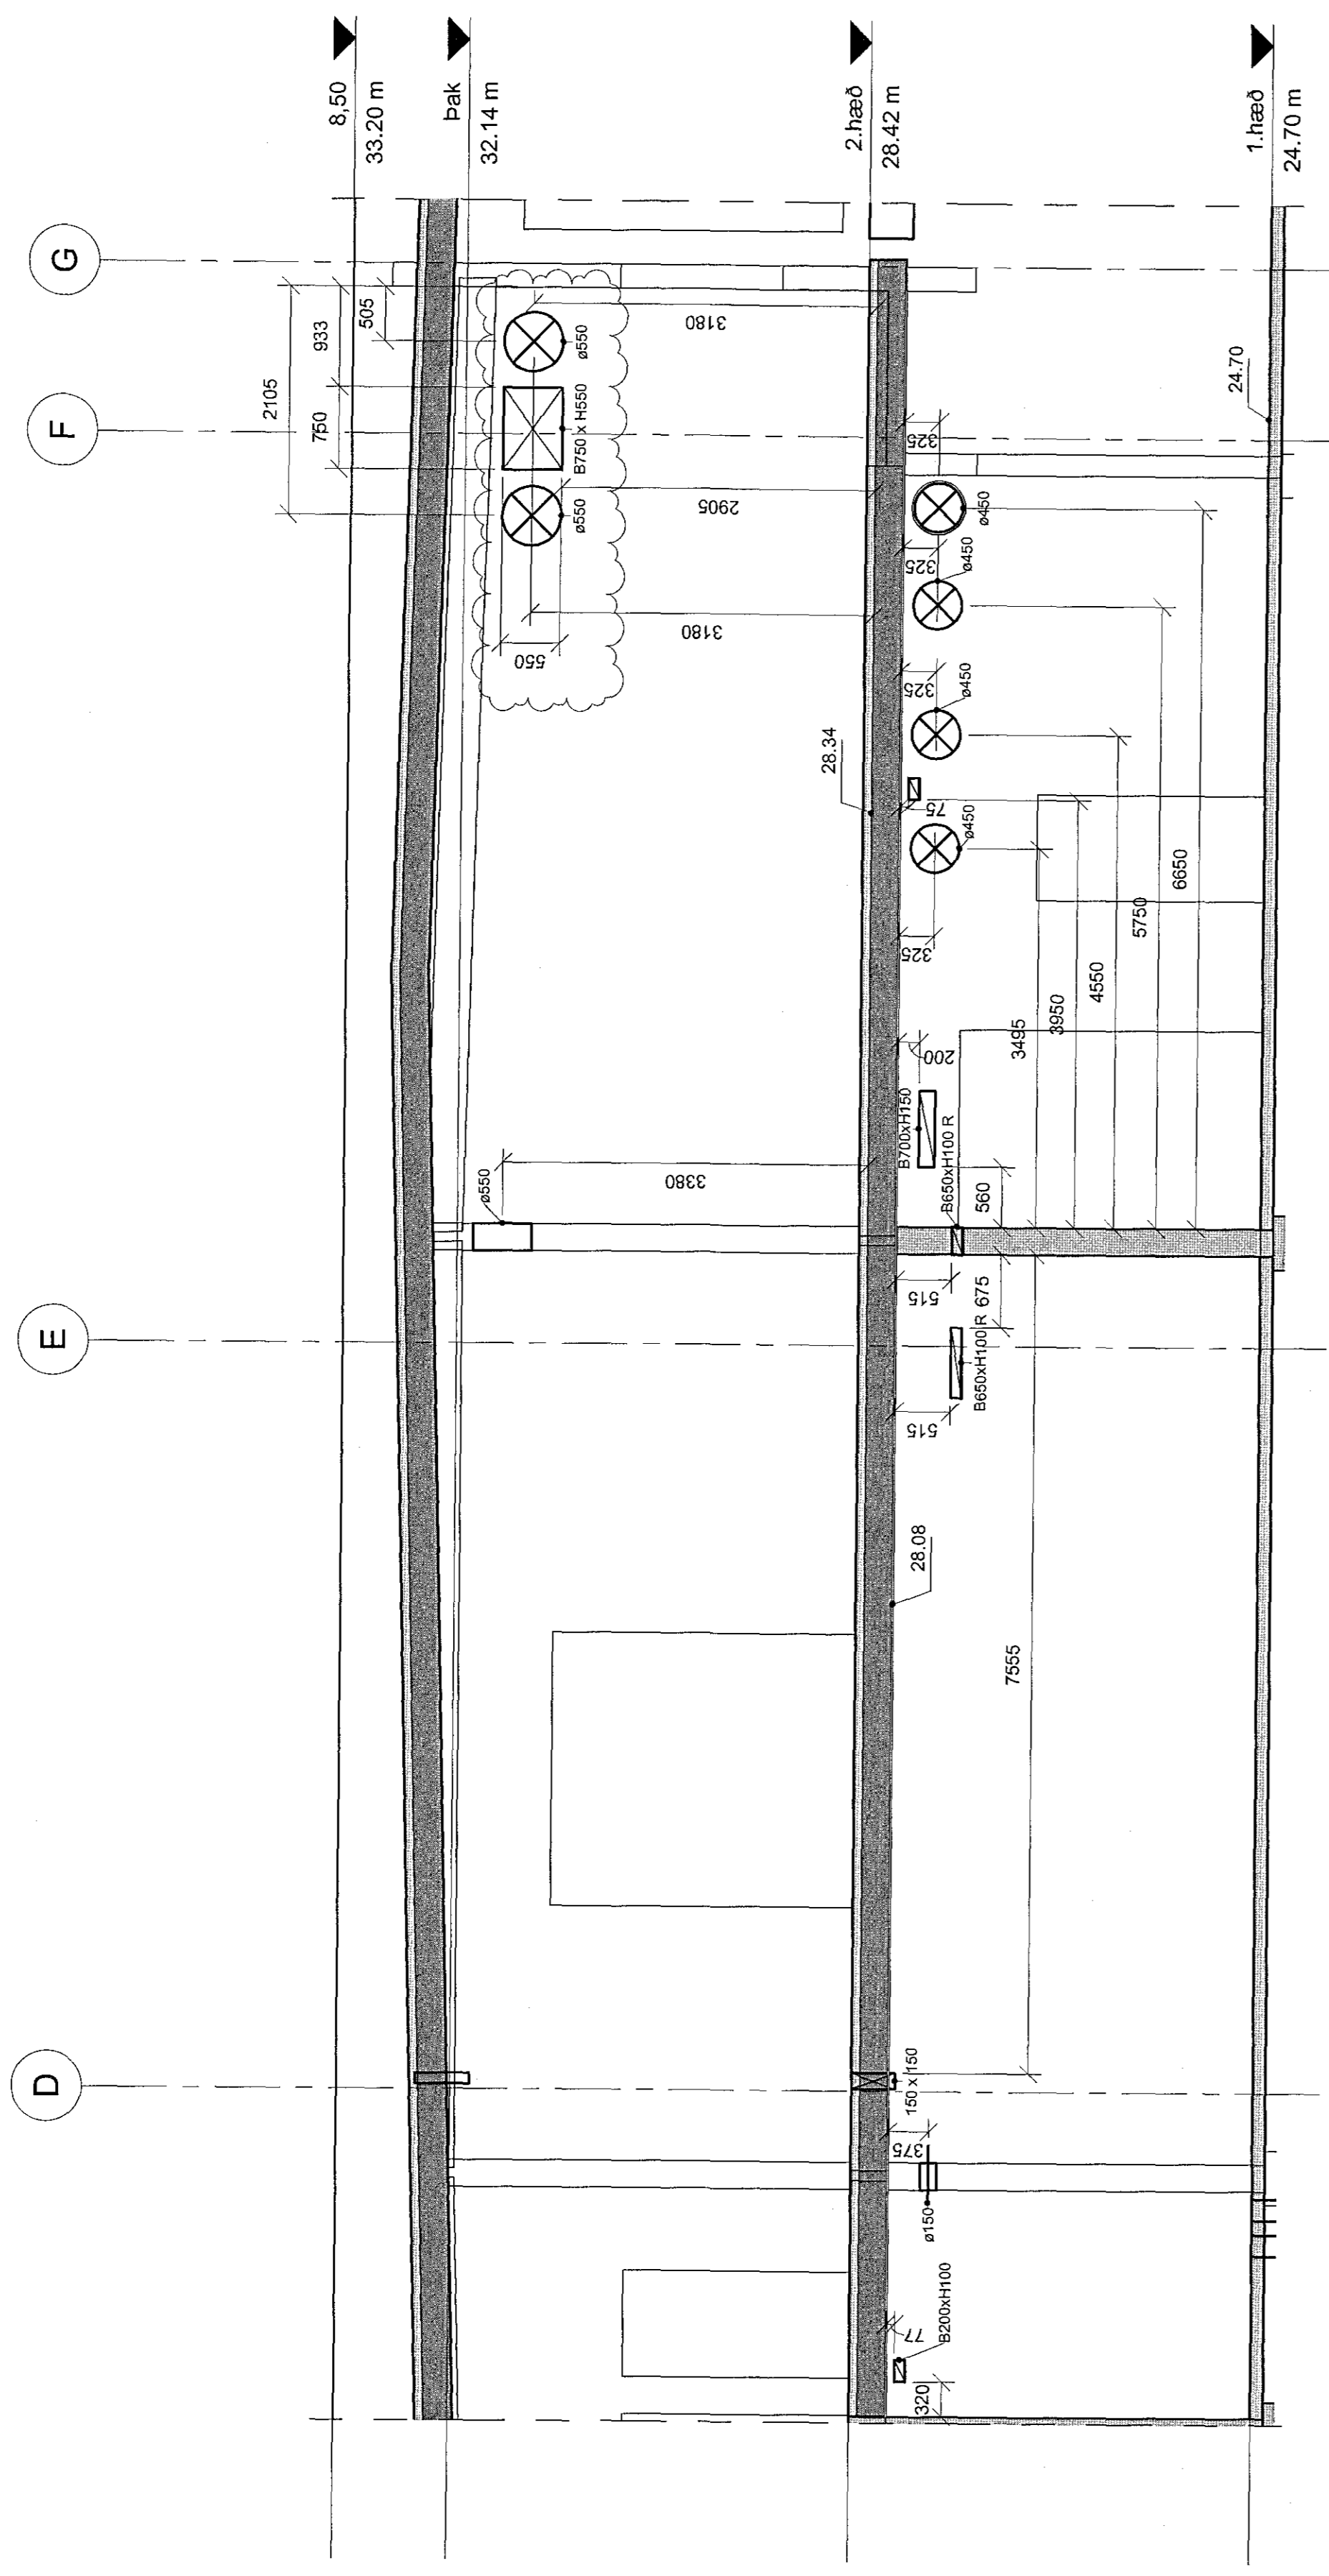 G
F
E
D
8,50
33.20 m
Þak
32.14 m
2.hæð
28.42 m
1.hæð
24.70 m
2105
933
505
750
ø550
B750 x H550
ø550
3180
2905
3180
550
24.70
325
ø450
325
ø450
325
ø450
28.34
75
ø450
325
6650
5750
4550
3950
3495
200
B700xH150
B650xH100 R
560
ø550
3380
515
675
B650xH100 R
515
28.08
7555
150 x 150
375
ø150
77
B200xH100
320